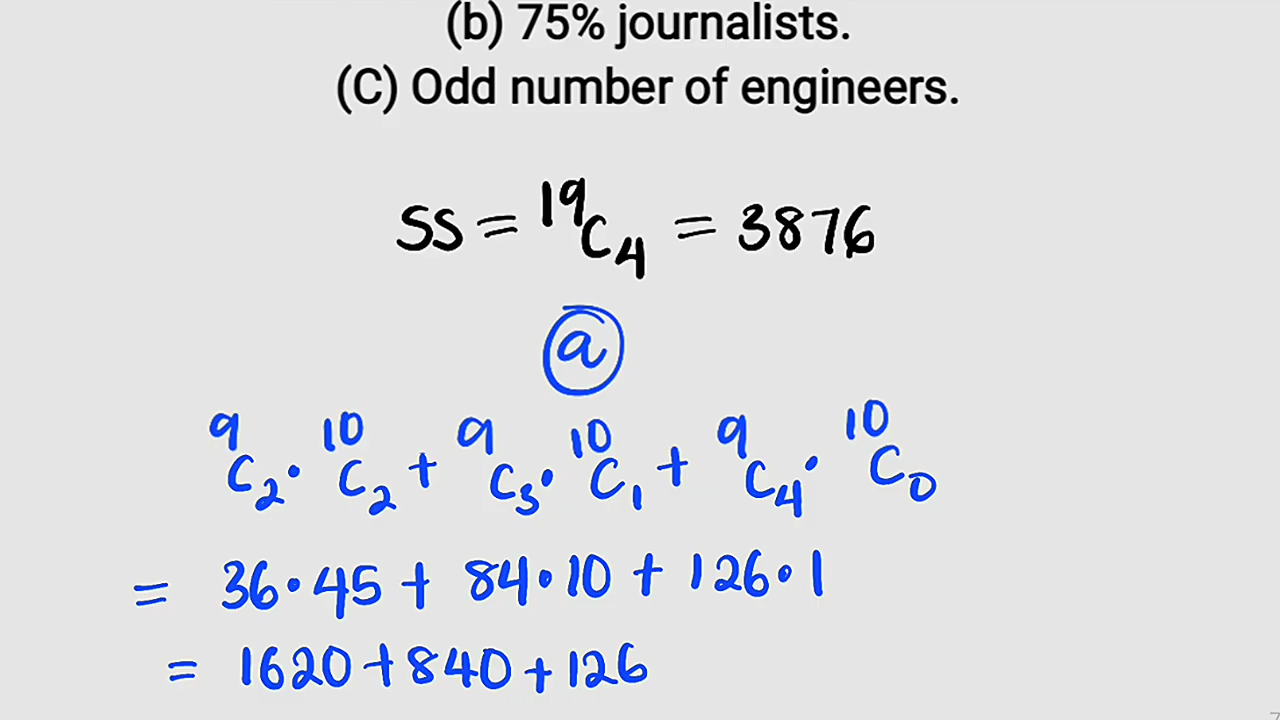 (b) 75% journalists.
(C) Odd number of engineers.
SS = ¹⁹C₄ = 3876
a
⁹C₂ · ¹⁰C₂ + ⁹C₃ · ¹⁰C₁ + ⁹C₄ · ¹⁰C₀
= 36 · 45 + 84 · 10 + 126 · 1
= 1620 + 840 + 126